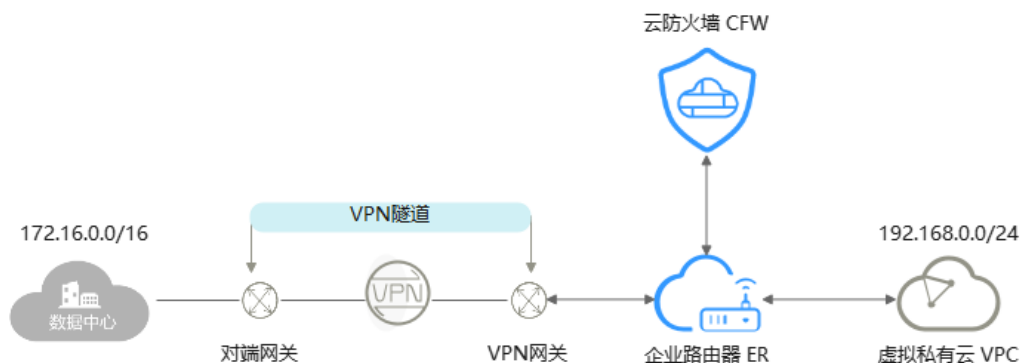 云防火墙 CFW
VPN隧道
172.16.0.0/16
192.168.0.0/24
VPN
数据中心
对端网关
VPN网关
企业路由器 ER
虚拟私有云 VPC